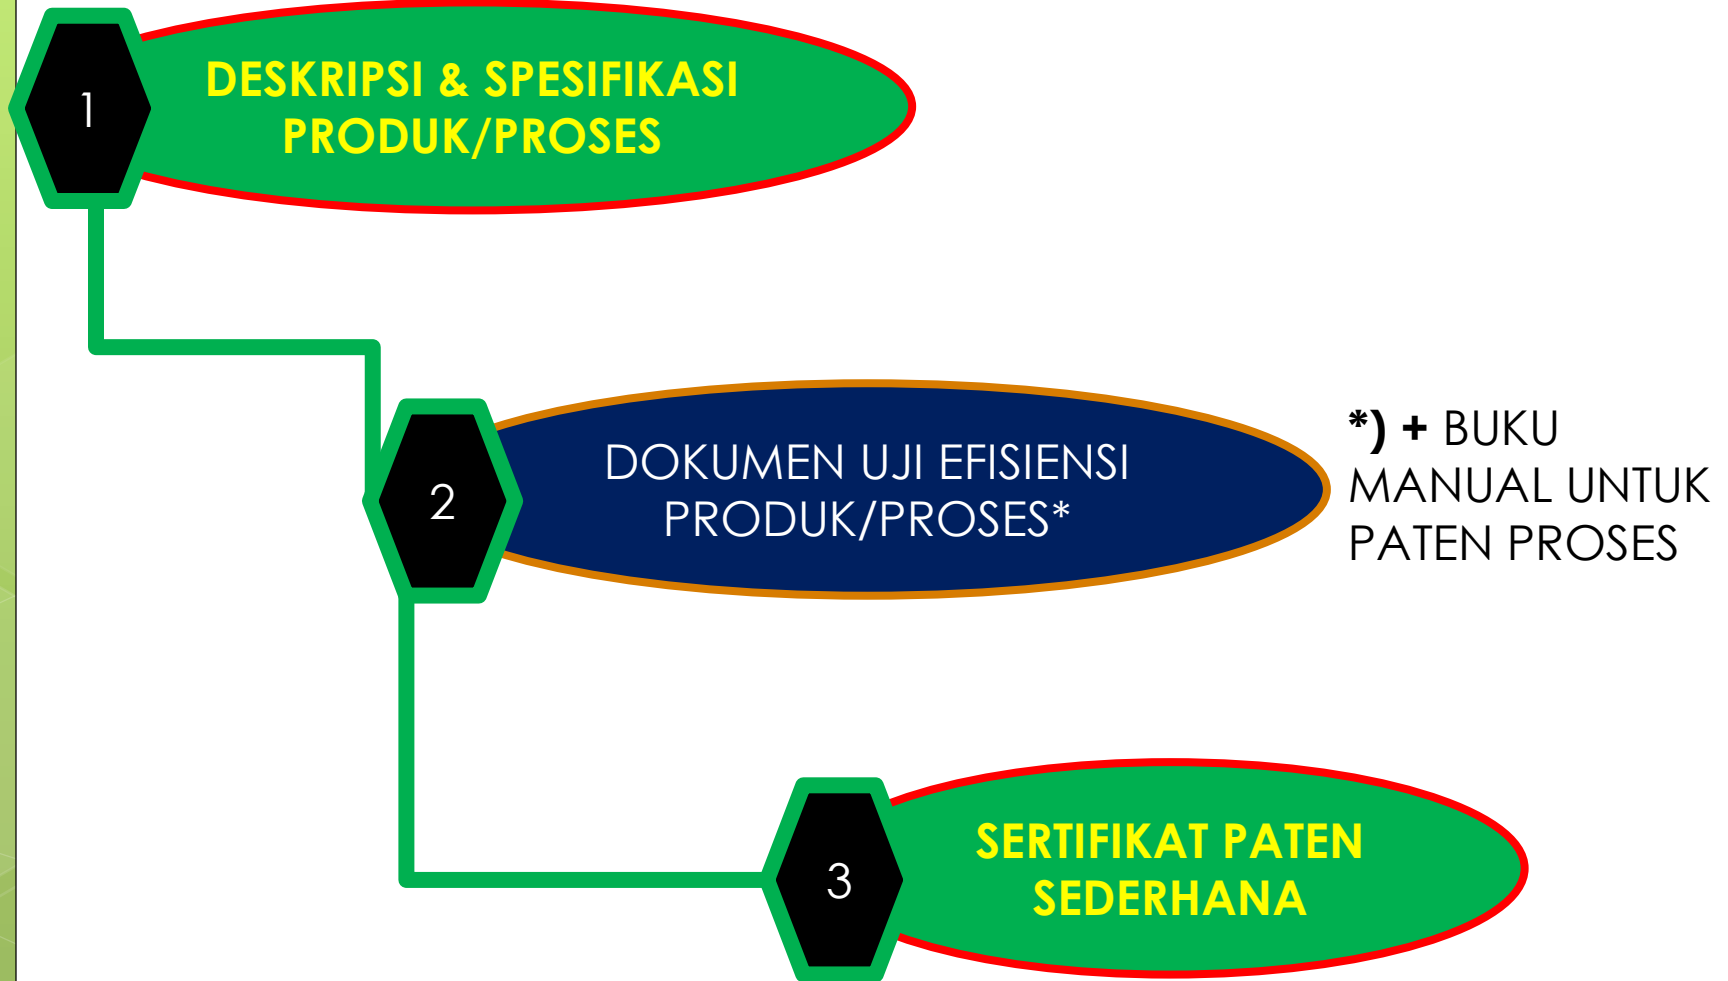 1
DESKRIPSI & SPESIFIKASI
PRODUK/PROSES
2
DOKUMEN UJI EFISIENSI
PRODUK/PROSES*
*) + BUKU
MANUAL UNTUK
PATEN PROSES
3
SERTIFIKAT PATEN
SEDERHANA